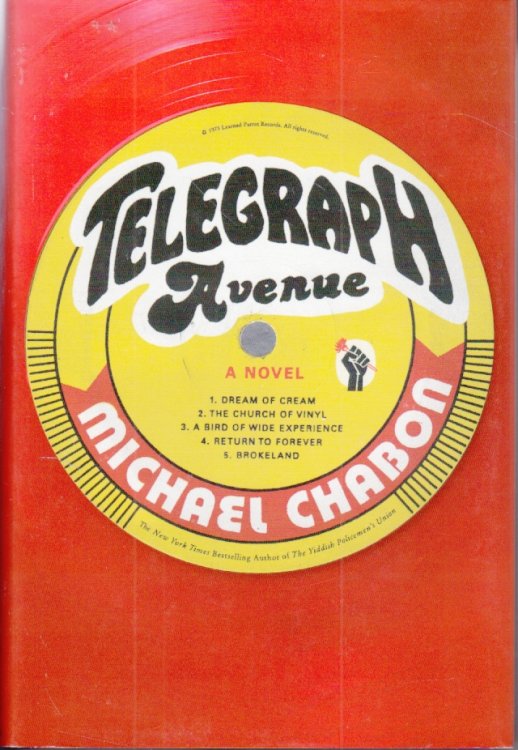 © 1973 Learned Parrot Records. All rights reserved.
TELEGRAPH
Avenue
A NOVEL
1. DREAM OF CREAM
2. THE CHURCH OF VINYL
3. A BIRD OF WIDE EXPERIENCE
4. RETURN TO FOREVER
5. BROKELAND
MICHAEL CHABON
The New York Times Bestselling Author of The Yiddish Policemen's Union